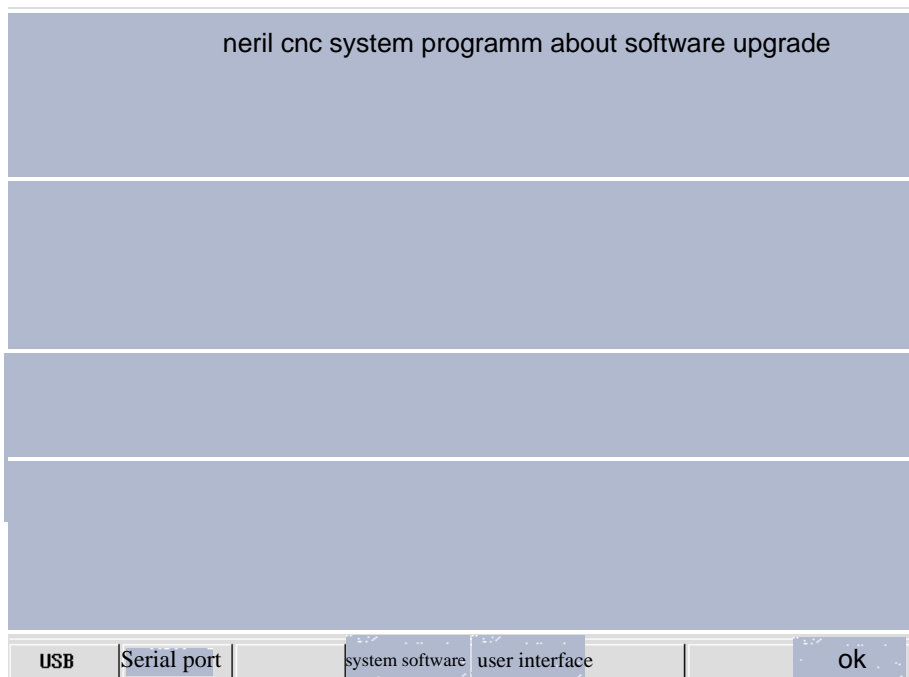 neril cnc system programm about software upgrade
USB Serial port system software user interface ok